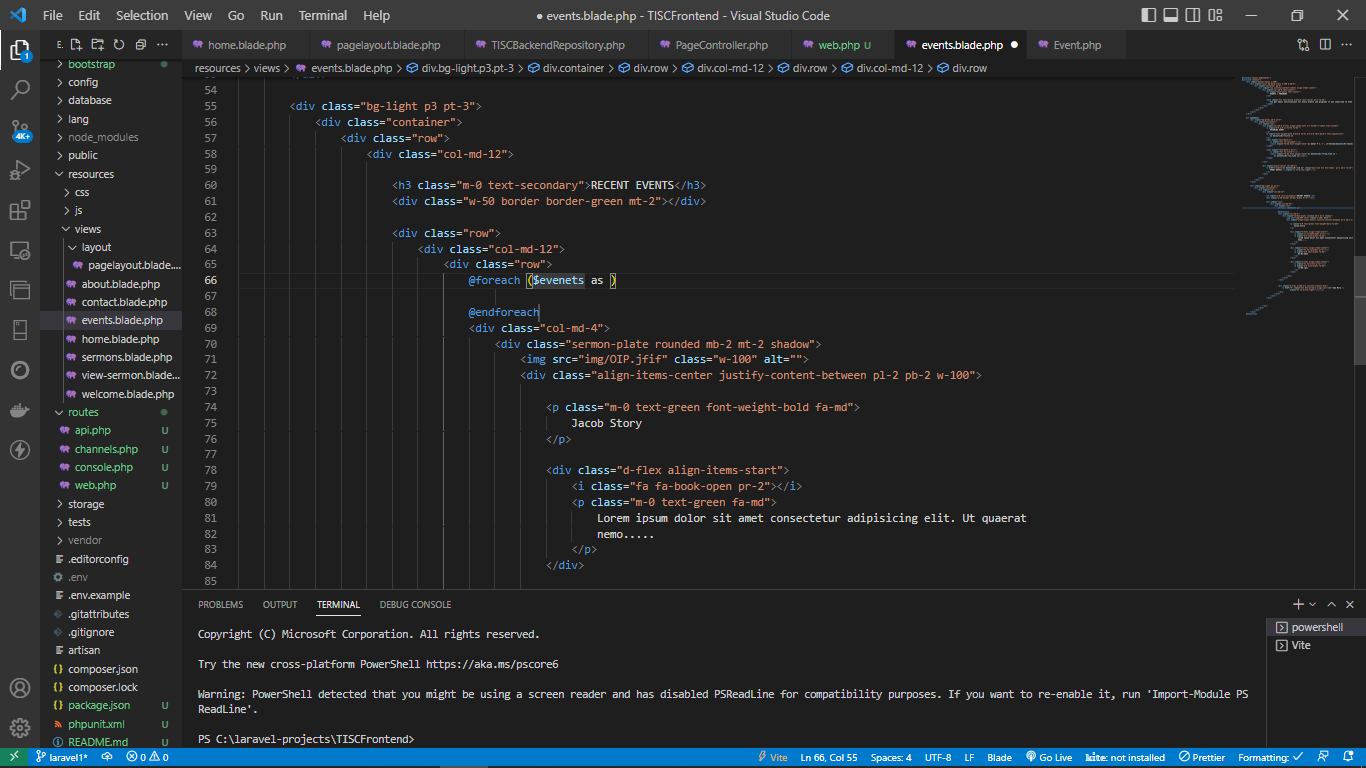 File Edit Selection View Go Run Terminal Help
● events.blade.php - TISCFrontend - Visual Studio Code
home.blade.php pagelayout.blade.php TISCBackendRepository.php PageController.php web.php U events.blade.php ● Event.php
resources > views > events.blade.php > div.bg-light.p3.pt-3 > div.container > div.row > div.col-md-12 > div.row > div.col-md-12 > div.row
1
4K+
E.
bootstrap
config
database
lang
node_modules
public
resources
css
js
views
layout
pagelayout.blade....
about.blade.php
contact.blade.php
events.blade.php
home.blade.php
sermons.blade.php
view-sermon.blade...
welcome.blade.php
routes
api.php U
channels.php U
console.php U
web.php U
storage
tests
vendor
.editorconfig
.env
.env.example
.gitattributes
.gitignore
artisan
composer.json
composer.lock
package.json U
phpunit.xml U
README.md U
54
55 <div class="bg-light p3 pt-3">
56 <div class="container">
57 <div class="row">
58 <div class="col-md-12">
59
60 <h3 class="m-0 text-secondary">RECENT EVENTS</h3>
61 <div class="w-50 border border-green mt-2"></div>
62
63 <div class="row">
64 <div class="col-md-12">
65 <div class="row">
66 @foreach ($evenets as )
67
68 @endforeach
69 <div class="col-md-4">
70 <div class="sermon-plate rounded mb-2 mt-2 shadow">
71 <img src="img/OIP.jfif" class="w-100" alt="">
72 <div class="align-items-center justify-content-between pl-2 pb-2 w-100">
73
74 <p class="m-0 text-green font-weight-bold fa-md">
75 Jacob Story
76 </p>
77
78 <div class="d-flex align-items-start">
79 <i class="fa fa-book-open pr-2"></i>
80 <p class="m-0 text-green fa-md">
81 Lorem ipsum dolor sit amet consectetur adipisicing elit. Ut quaerat
82 nemo.....
83 </p>
84 </div>
85
PROBLEMS OUTPUT TERMINAL DEBUG CONSOLE
Copyright (C) Microsoft Corporation. All rights reserved.
Try the new cross-platform PowerShell https://aka.ms/pscore6
Warning: PowerShell detected that you might be using a screen reader and has disabled PSReadLine for compatibility purposes. If you want to re-enable it, run 'Import-Module PS
ReadLine'.
PS C:\laravel-projects\TISCFrontend>
powershell
Vite
laravel1* 0 0 Vite Ln 66, Col 55 Spaces: 4 UTF-8 LF Blade Go Live kite: not installed Prettier Formatting: